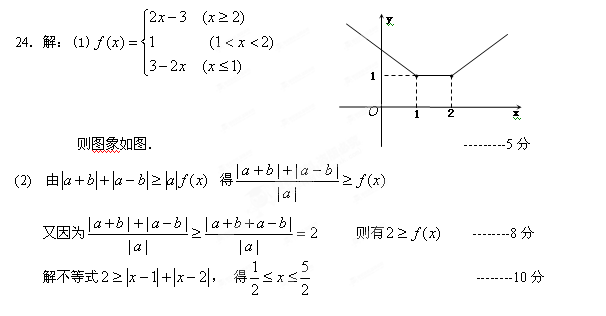 24. 解: (1) f(x) = { 2x − 3 (x ≥ 2)
1 (1 < x < 2)
3 − 2x (x ≤ 1)
y
1
O 1 2 x
则图象如图. ---------5 分
(2) 由|a + b| + |a − b| ≥ |a| f(x) 得 (|a + b| + |a − b|)/|a| ≥ f(x)
又因为 (|a + b| + |a − b|)/|a| ≥ |a + b + a − b|/|a| = 2 则有 2 ≥ f(x) --------8 分
解不等式 2 ≥ |x − 1| + |x − 2|, 得 1/2 ≤ x ≤ 5/2 --------10 分